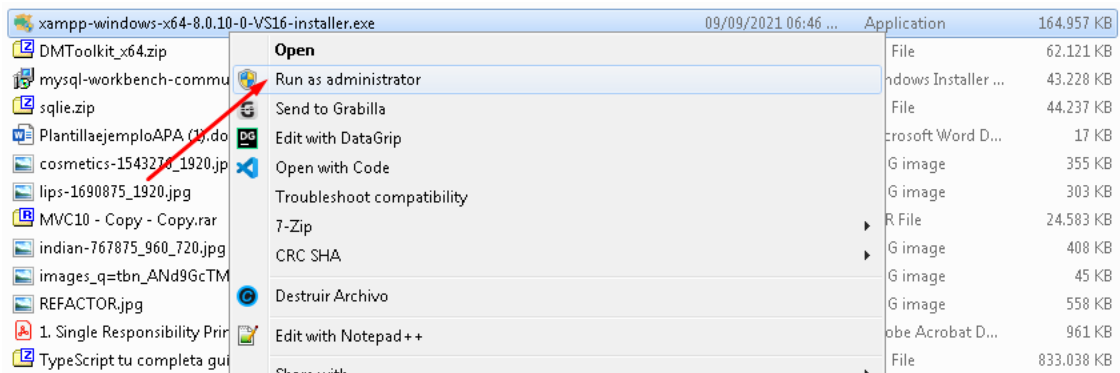 xampp-windows-x64-8.0.10-0-VS16-installer.exe 09/09/2021 06:46 ... Application 164.957 KB
DMToolkit_x64.zip Open File 62.121 KB
mysql-workbench-commu Run as administrator ndows Installer ... 43.228 KB
sqlie.zip Send to Grabilla File 44.237 KB
PlantillaejemploAPA (1).do Edit with DataGrip crosoft Word D... 17 KB
cosmetics-1543276_1920.jp Open with Code G image 355 KB
lips-1690875_1920.jpg Troubleshoot compatibility G image 303 KB
MVC10 - Copy - Copy.rar 7-Zip R File 24.583 KB
indian-767875_960_720.jpg CRC SHA G image 408 KB
images_q=tbn_ANd9GcTM G image 45 KB
REFACTOR.jpg Destruir Archivo G image 558 KB
1. Single Responsibility Prin Edit with Notepad++ obe Acrobat D... 961 KB
TypeScript tu completa guí File 833.038 KB
Share with